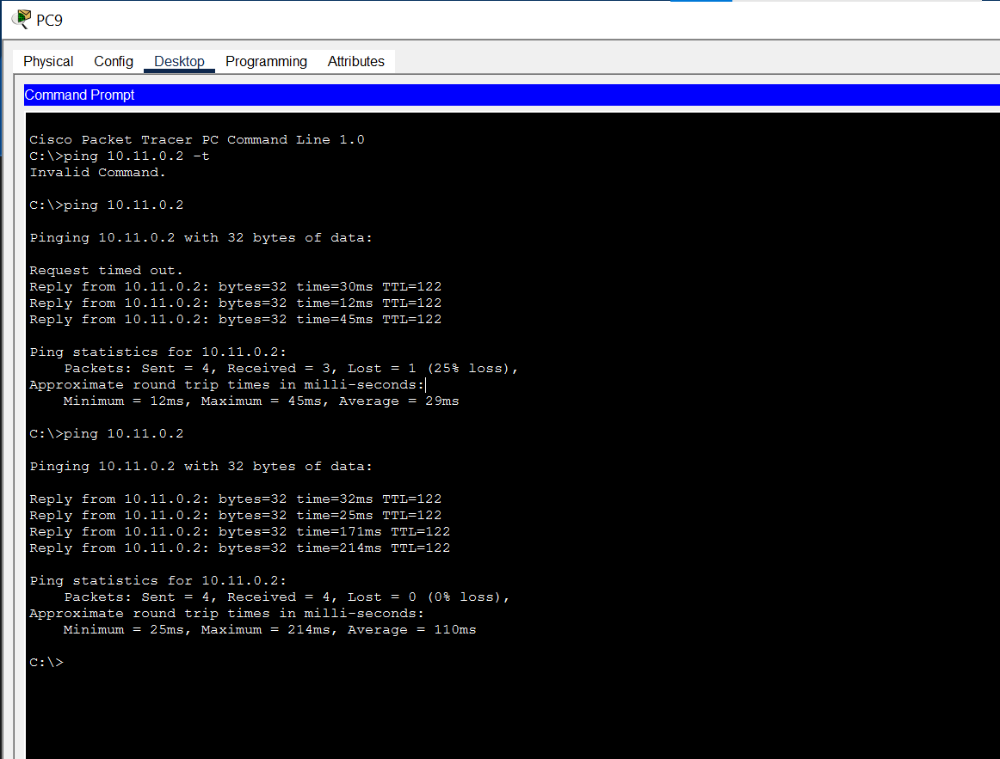 PC9
Physical Config Desktop Programming Attributes
Command Prompt
Cisco Packet Tracer PC Command Line 1.0
C:\>ping 10.11.0.2 -t
Invalid Command.
C:\>ping 10.11.0.2
Pinging 10.11.0.2 with 32 bytes of data:
Request timed out.
Reply from 10.11.0.2: bytes=32 time=30ms TTL=122
Reply from 10.11.0.2: bytes=32 time=12ms TTL=122
Reply from 10.11.0.2: bytes=32 time=45ms TTL=122
Ping statistics for 10.11.0.2:
Packets: Sent = 4, Received = 3, Lost = 1 (25% loss),
Approximate round trip times in milli-seconds:
Minimum = 12ms, Maximum = 45ms, Average = 29ms
C:\>ping 10.11.0.2
Pinging 10.11.0.2 with 32 bytes of data:
Reply from 10.11.0.2: bytes=32 time=32ms TTL=122
Reply from 10.11.0.2: bytes=32 time=25ms TTL=122
Reply from 10.11.0.2: bytes=32 time=171ms TTL=122
Reply from 10.11.0.2: bytes=32 time=214ms TTL=122
Ping statistics for 10.11.0.2:
Packets: Sent = 4, Received = 4, Lost = 0 (0% loss),
Approximate round trip times in milli-seconds:
Minimum = 25ms, Maximum = 214ms, Average = 110ms
C:\>